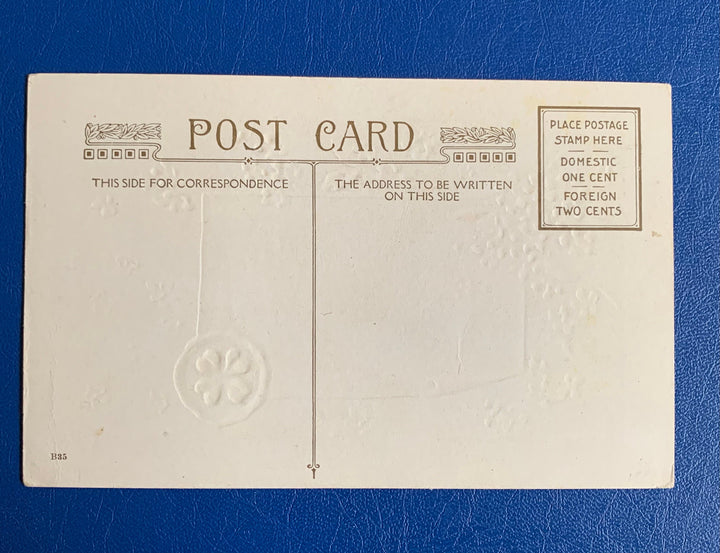 POST CARD
THIS SIDE FOR CORRESPONDENCE
THE ADDRESS TO BE WRITTEN
ON THIS SIDE
PLACE POSTAGE
STAMP HERE
DOMESTIC
ONE CENT
FOREIGN
TWO CENTS
B35